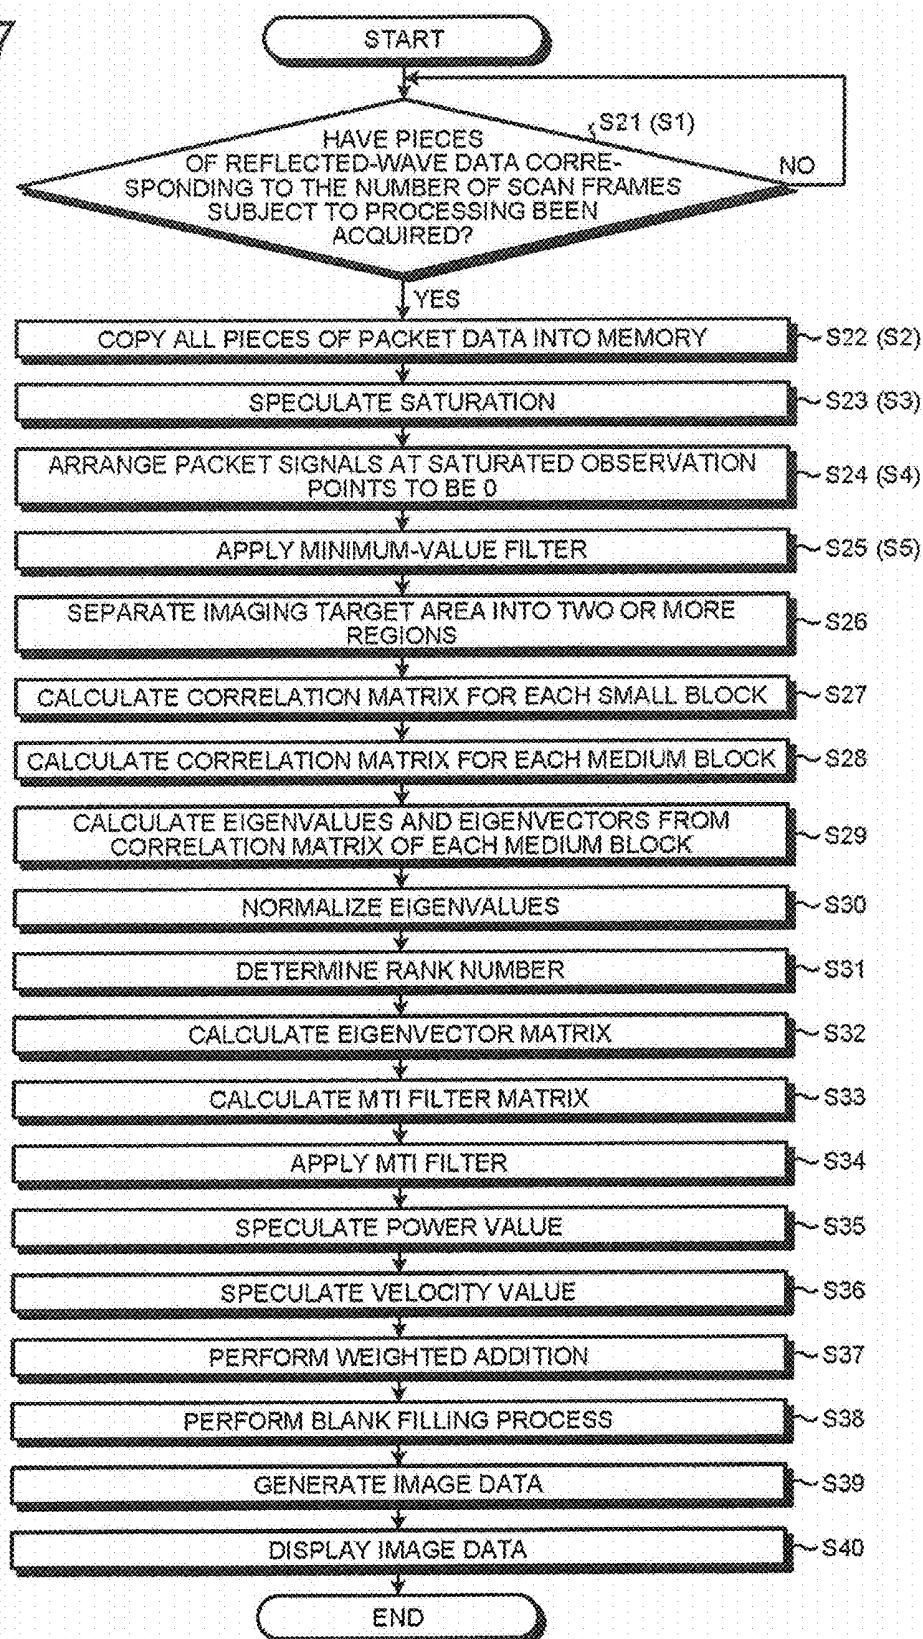 7
START
S21 (S1)
HAVE PIECES
OF REFLECTED-WAVE DATA CORRE-
SPONDING TO THE NUMBER OF SCAN FRAMES
SUBJECT TO PROCESSING BEEN
ACQUIRED?
NO
YES
COPY ALL PIECES OF PACKET DATA INTO MEMORY
S22 (S2)
SPECULATE SATURATION
S23 (S3)
ARRANGE PACKET SIGNALS AT SATURATED OBSERVATION
POINTS TO BE 0
S24 (S4)
APPLY MINIMUM-VALUE FILTER
S25 (S5)
SEPARATE IMAGING TARGET AREA INTO TWO OR MORE
REGIONS
S26
CALCULATE CORRELATION MATRIX FOR EACH SMALL BLOCK
S27
CALCULATE CORRELATION MATRIX FOR EACH MEDIUM BLOCK
S28
CALCULATE EIGENVALUES AND EIGENVECTORS FROM
CORRELATION MATRIX OF EACH MEDIUM BLOCK
S29
NORMALIZE EIGENVALUES
S30
DETERMINE RANK NUMBER
S31
CALCULATE EIGENVECTOR MATRIX
S32
CALCULATE MTI FILTER MATRIX
S33
APPLY MTI FILTER
S34
SPECULATE POWER VALUE
S35
SPECULATE VELOCITY VALUE
S36
PERFORM WEIGHTED ADDITION
S37
PERFORM BLANK FILLING PROCESS
S38
GENERATE IMAGE DATA
S39
DISPLAY IMAGE DATA
S40
END